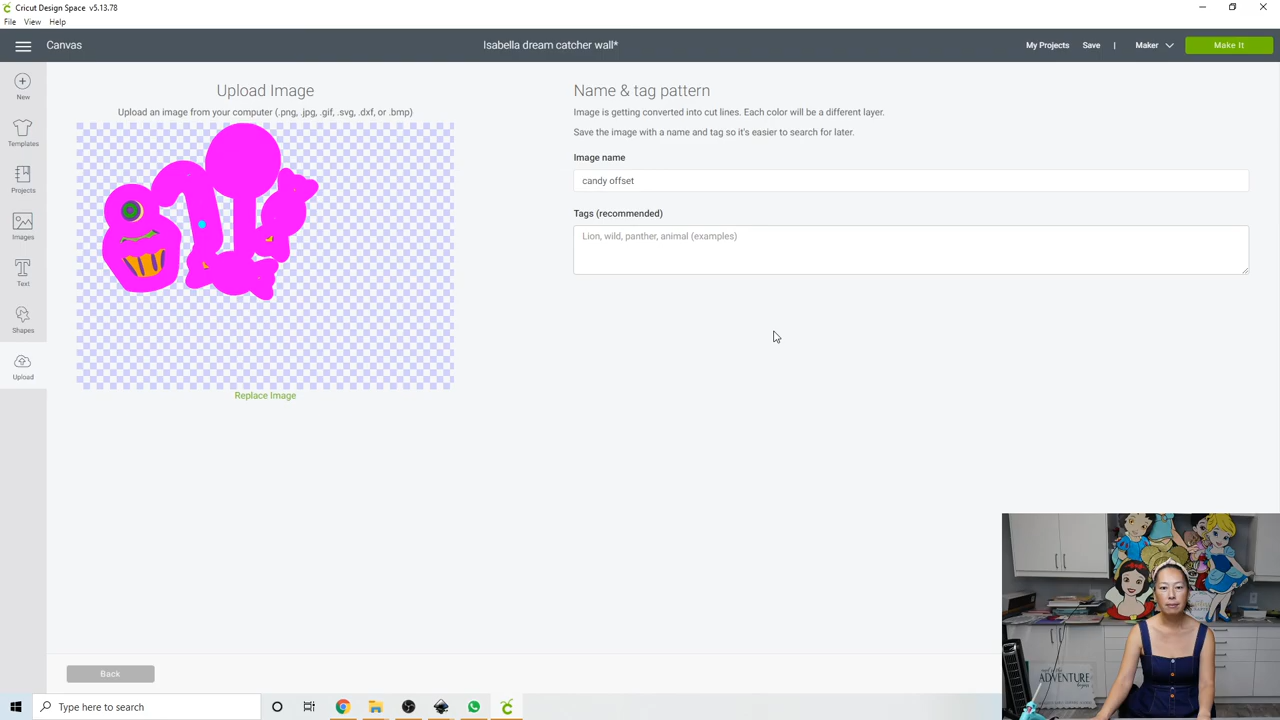 Cricut Design Space v5.13.78
File View Help
Canvas
Isabella dream catcher wall*
My Projects Save | Maker Make It
New
Templates
Projects
Images
Text
Shapes
Upload
Upload Image
Upload an image from your computer (.png, .jpg, .gif, .svg, .dxf, or .bmp)
Replace Image
Name & tag pattern
Image is getting converted into cut lines. Each color will be a different layer.
Save the image with a name and tag so it's easier to search for later.
Image name
candy offset
Tags (recommended)
Lion, wild, panther, animal (examples)
Back
ADVENTURE
Type here to search